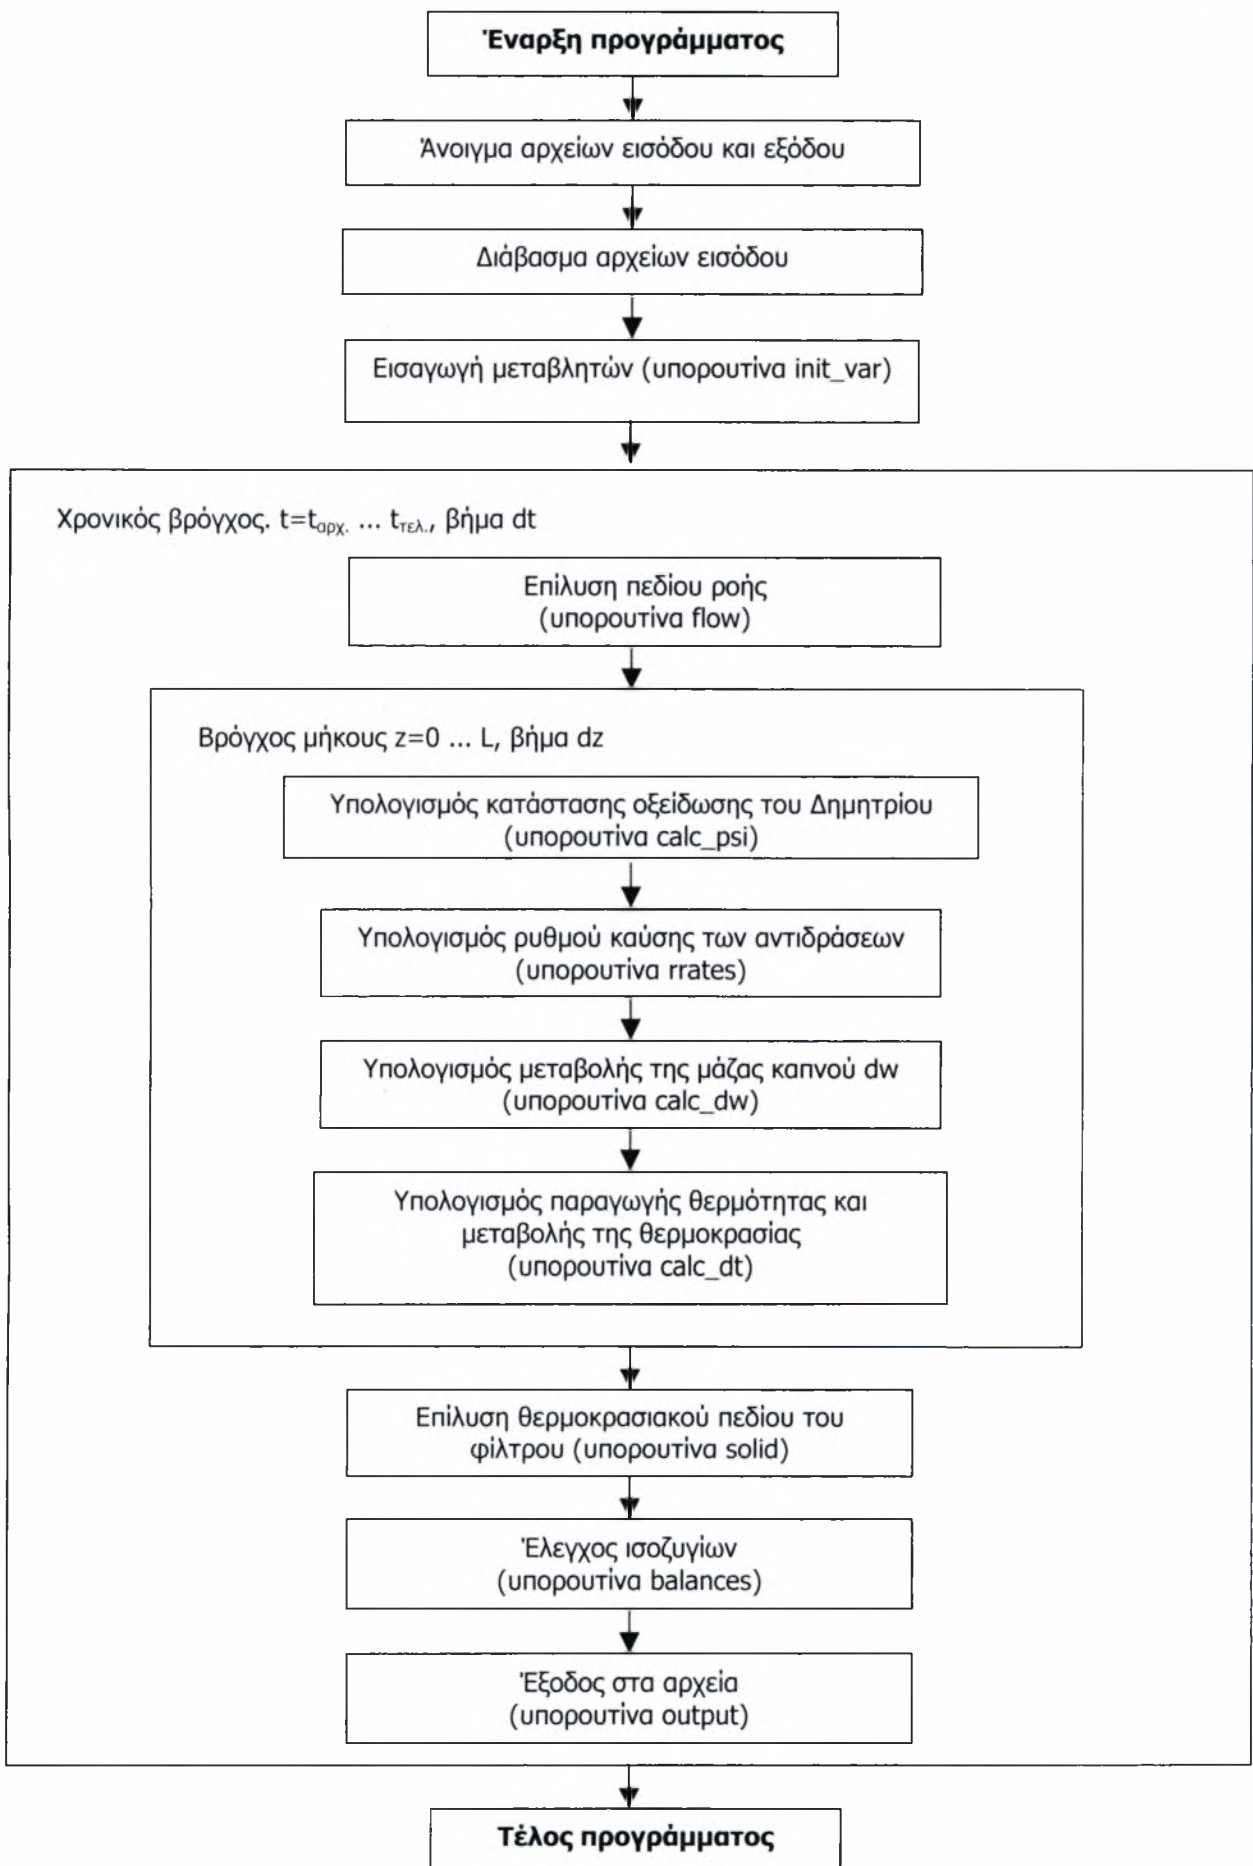 Έναρξη προγράμματος
Άνοιγμα αρχείων εισόδου και εξόδου
Διάβασμα αρχείων εισόδου
Εισαγωγή μεταβλητών (υπορουτίνα init_var)
Χρονικός βρόγχος. t=tαρχ. ... tτελ., βήμα dt
Επίλυση πεδίου ροής
(υπορουτίνα flow)
Βρόγχος μήκους z=0 ... L, βήμα dz
Υπολογισμός κατάστασης οξείδωσης του Δημητρίου
(υπορουτίνα calc_psi)
Υπολογισμός ρυθμού καύσης των αντιδράσεων
(υπορουτίνα rrates)
Υπολογισμός μεταβολής της μάζας καπνού dw
(υπορουτίνα calc_dw)
Υπολογισμός παραγωγής θερμότητας και
μεταβολής της θερμοκρασίας
(υπορουτίνα calc_dt)
Επίλυση θερμοκρασιακού πεδίου του
φίλτρου (υπορουτίνα solid)
Έλεγχος ισοζυγίων
(υπορουτίνα balances)
Έξοδος στα αρχεία
(υπορουτίνα output)
Τέλος προγράμματος